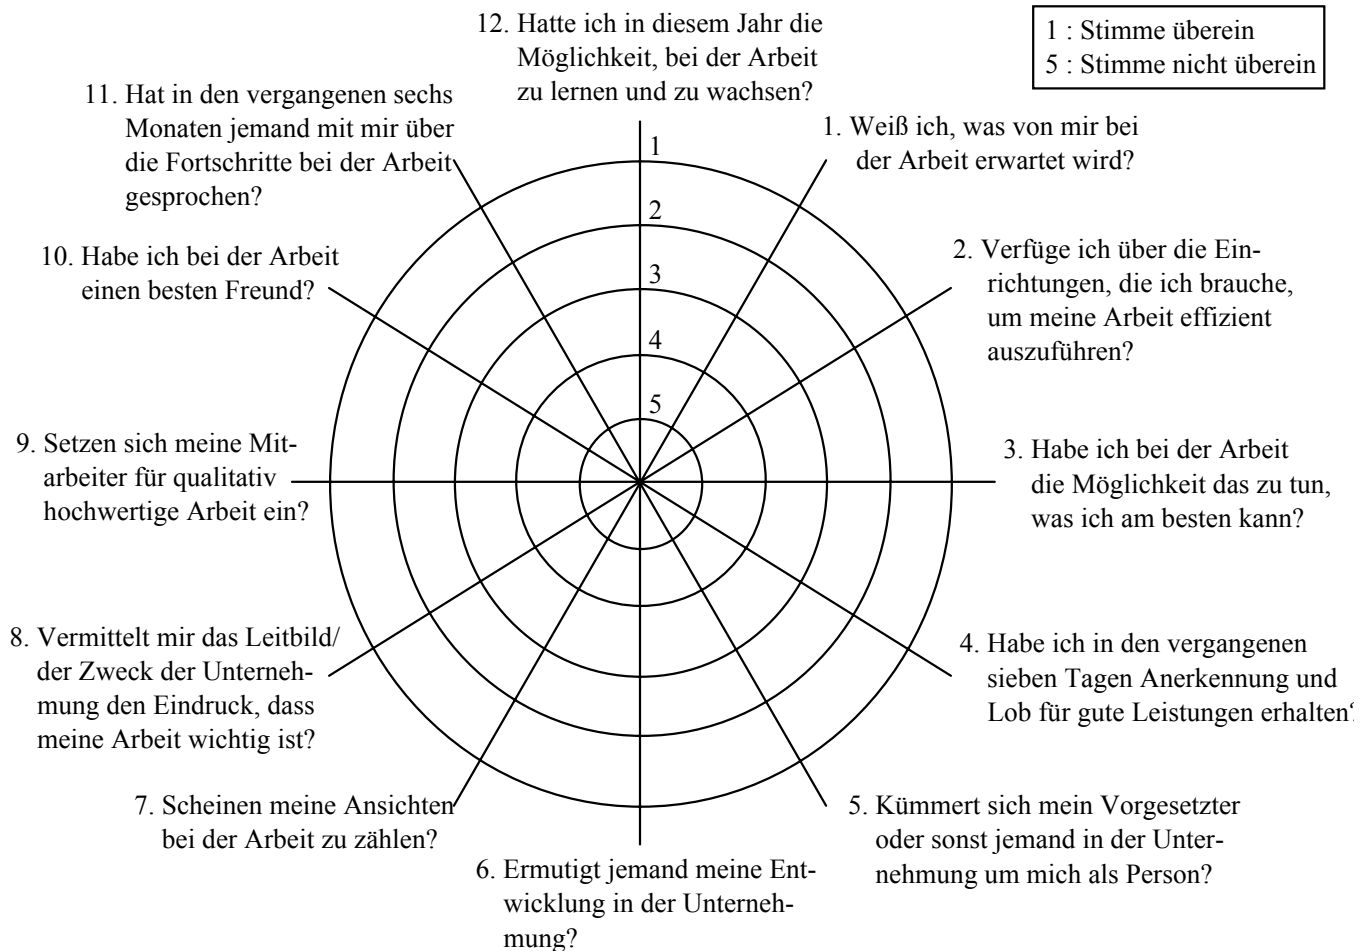 12. Hatte ich in diesem Jahr die
Möglichkeit, bei der Arbeit
zu lernen und zu wachsen?
1 : Stimme überein
5 : Stimme nicht überein
11. Hat in den vergangenen sechs
Monaten jemand mit mir über
die Fortschritte bei der Arbeit
gesprochen?
1. Weiß ich, was von mir bei
der Arbeit erwartet wird?
1
2
3
4
5
10. Habe ich bei der Arbeit
einen besten Freund?
2. Verfüge ich über die Ein-
richtungen, die ich brauche,
um meine Arbeit effizient
auszuführen?
9. Setzen sich meine Mit-
arbeiter für qualitativ
hochwertige Arbeit ein?
3. Habe ich bei der Arbeit
die Möglichkeit das zu tun,
was ich am besten kann?
8. Vermittelt mir das Leitbild/
der Zweck der Unterneh-
mung den Eindruck, dass
meine Arbeit wichtig ist?
4. Habe ich in den vergangenen
sieben Tagen Anerkennung und
Lob für gute Leistungen erhalten?
7. Scheinen meine Ansichten
bei der Arbeit zu zählen?
5. Kümmert sich mein Vorgesetzter
oder sonst jemand in der Unter-
nehmung um mich als Person?
6. Ermutigt jemand meine Ent-
wicklung in der Unterneh-
mung?